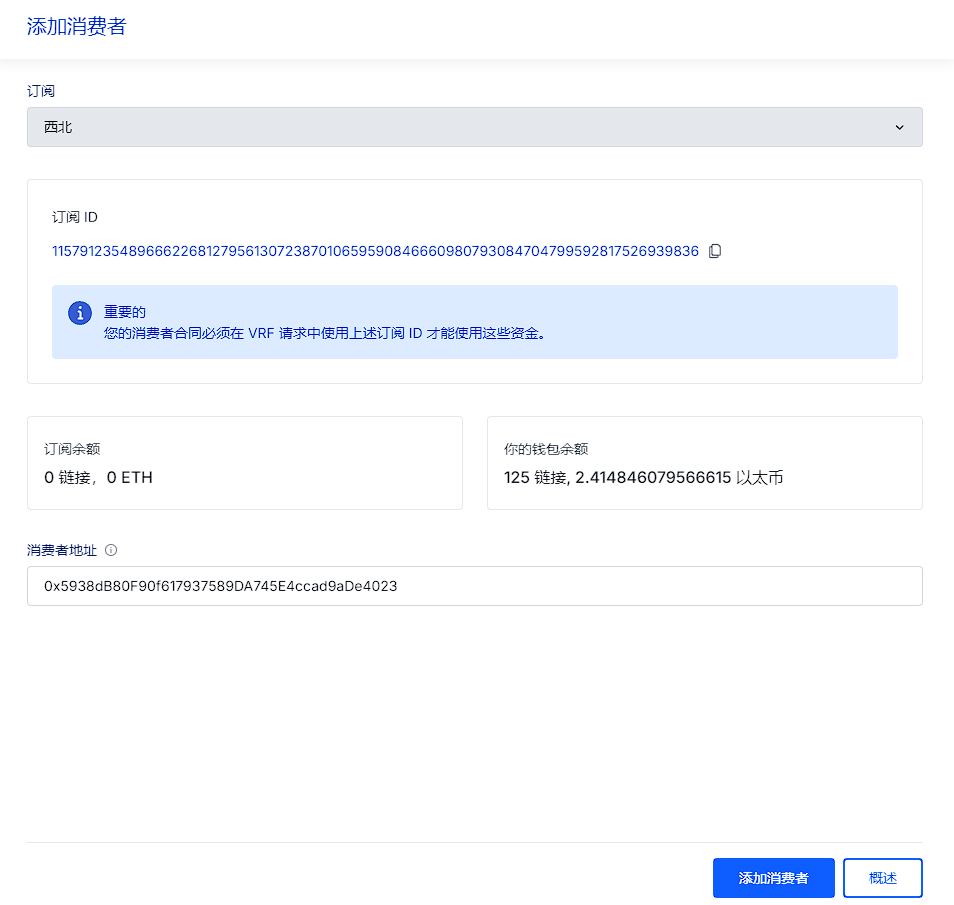 添加消费者
订阅
西北
订阅 ID
115791235489666226812795613072387010659590846660980793084704799592817526939836
重要的
您的消费者合同必须在 VRF 请求中使用上述订阅 ID 才能使用这些资金。
订阅余额
0 链接，0 ETH
你的钱包余额
125 链接, 2.414846079566615 以太币
消费者地址
0x5938dB80F90f617937589DA745E4ccad9aDe4023
添加消费者
概述